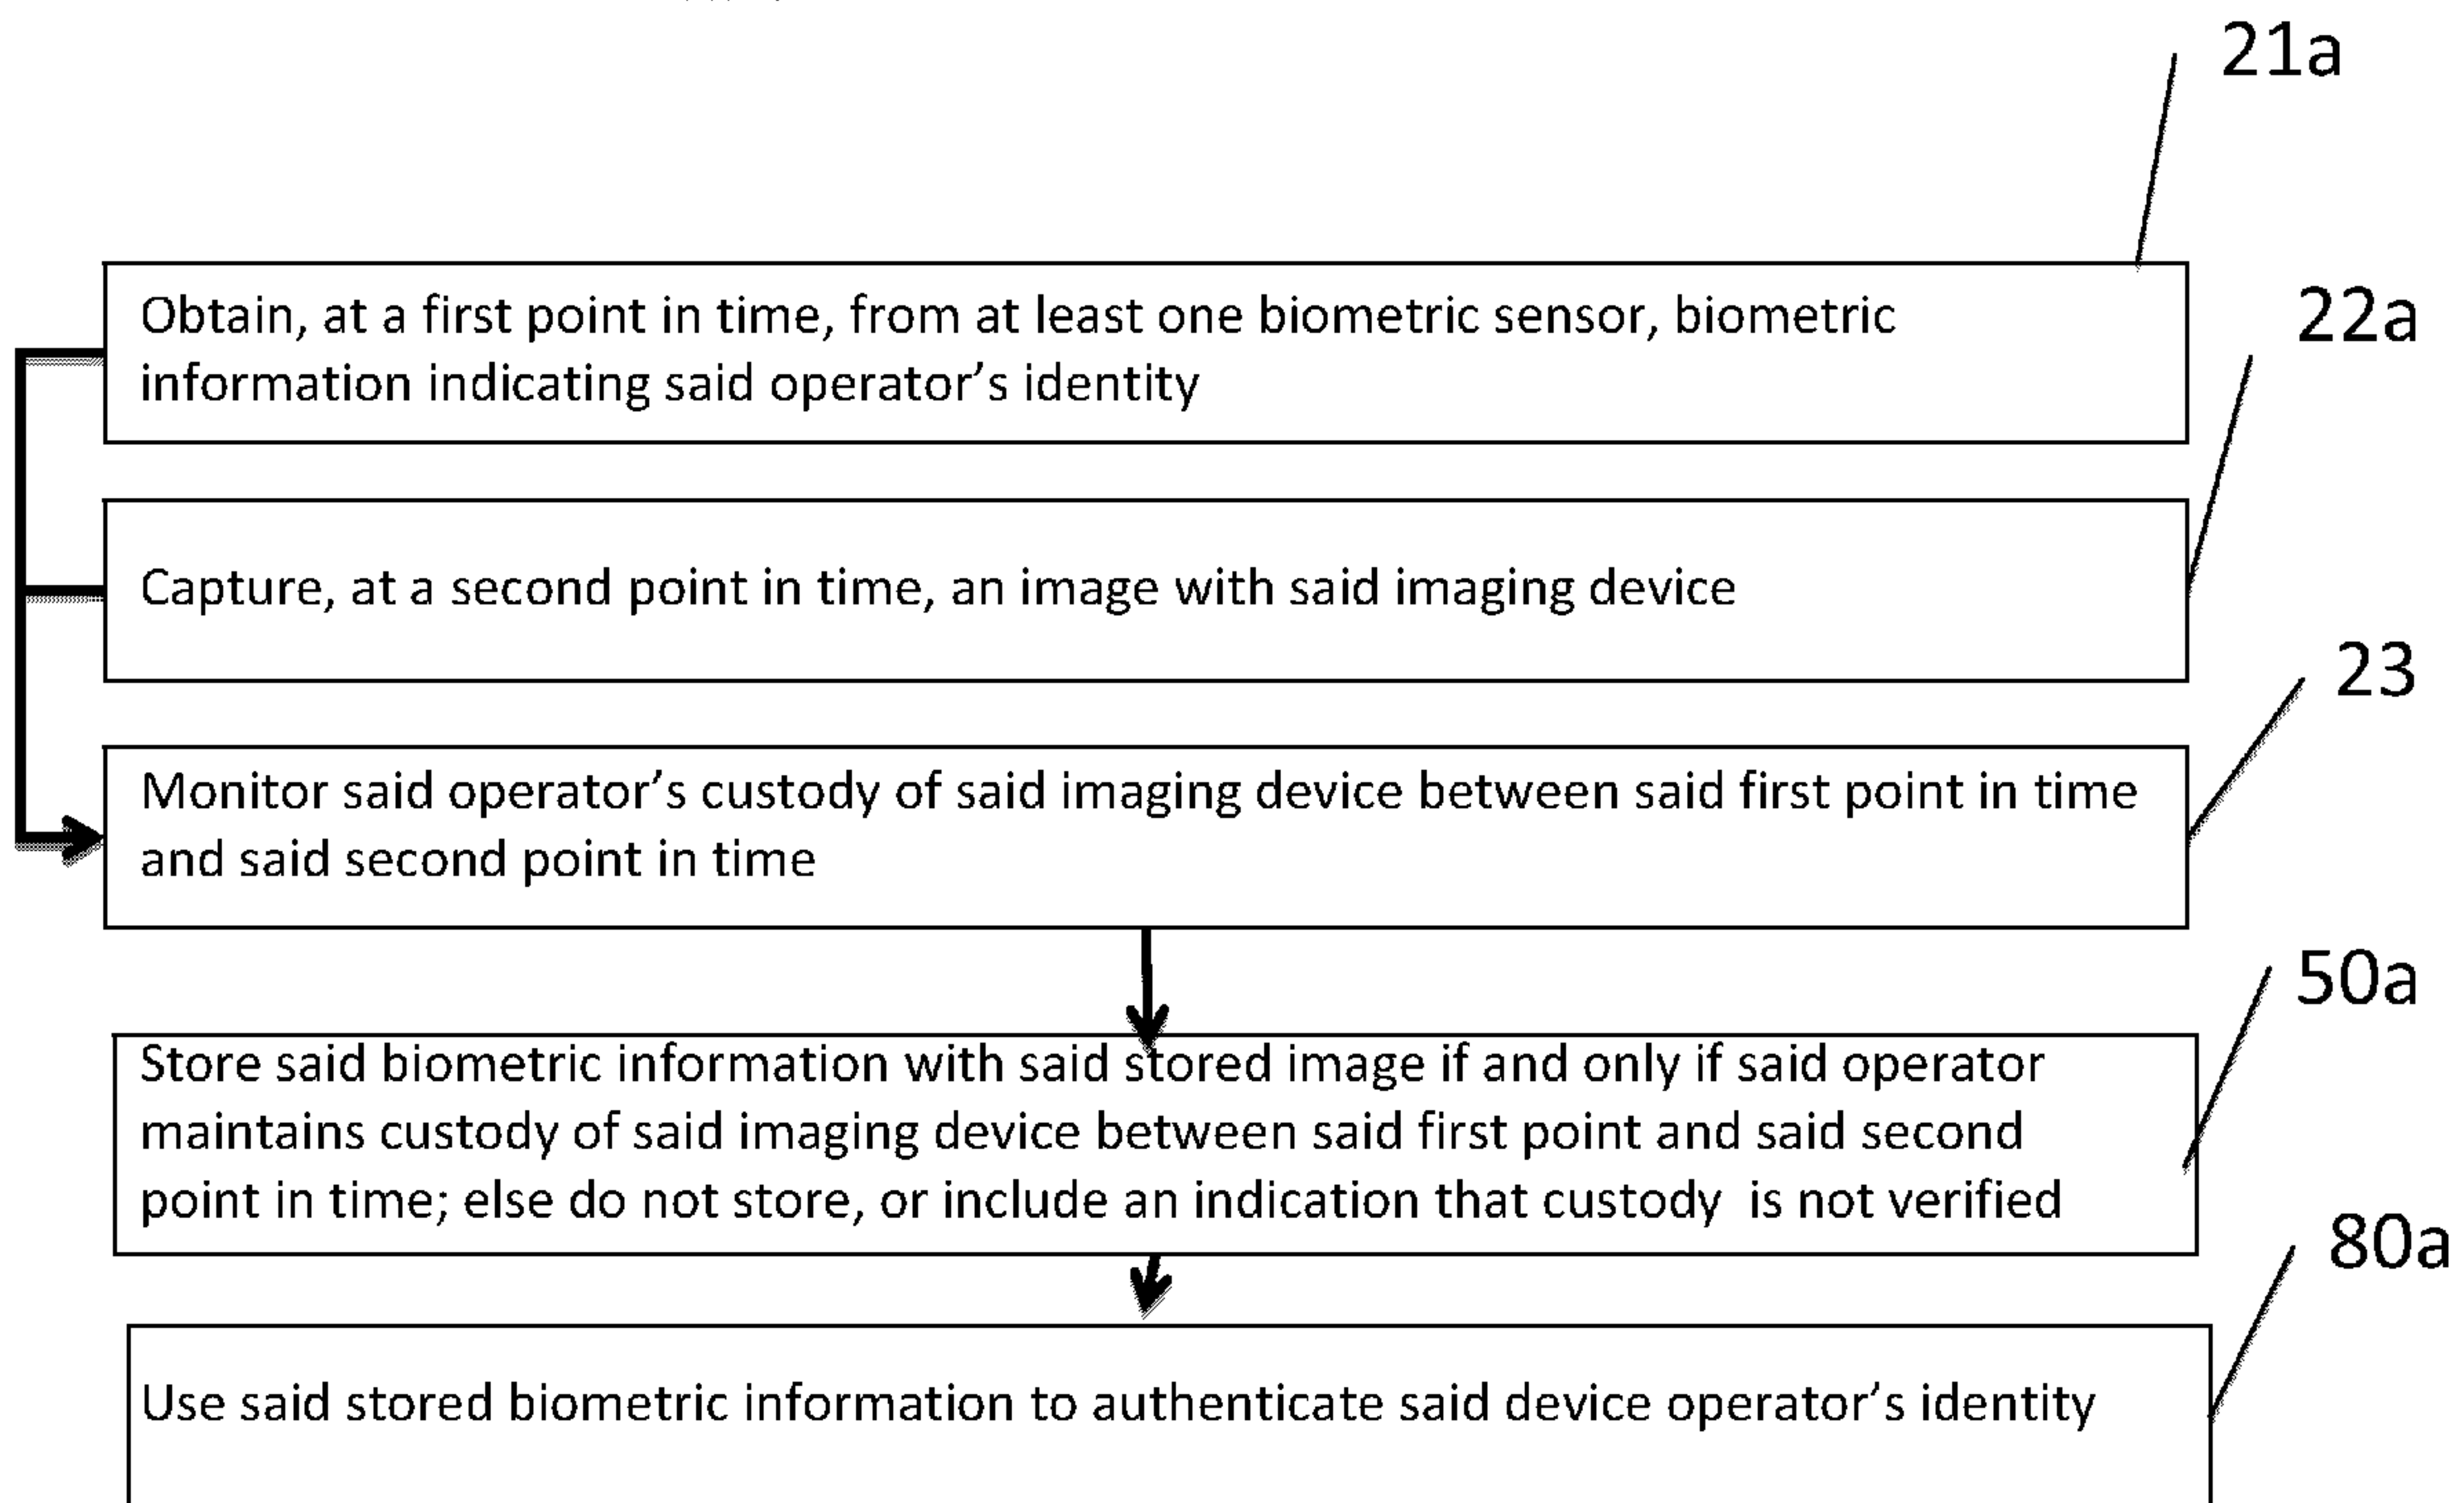 21a
Obtain, at a first point in time, from at least one biometric sensor, biometric
information indicating said operator's identity
22a
Capture, at a second point in time, an image with said imaging device
23
Monitor said operator's custody of said imaging device between said first point in time
and said second point in time
50a
Store said biometric information with said stored image if and only if said operator
maintains custody of said imaging device between said first point and said second
point in time; else do not store, or include an indication that custody  is not verified
80a
Use said stored biometric information to authenticate said device operator's identity